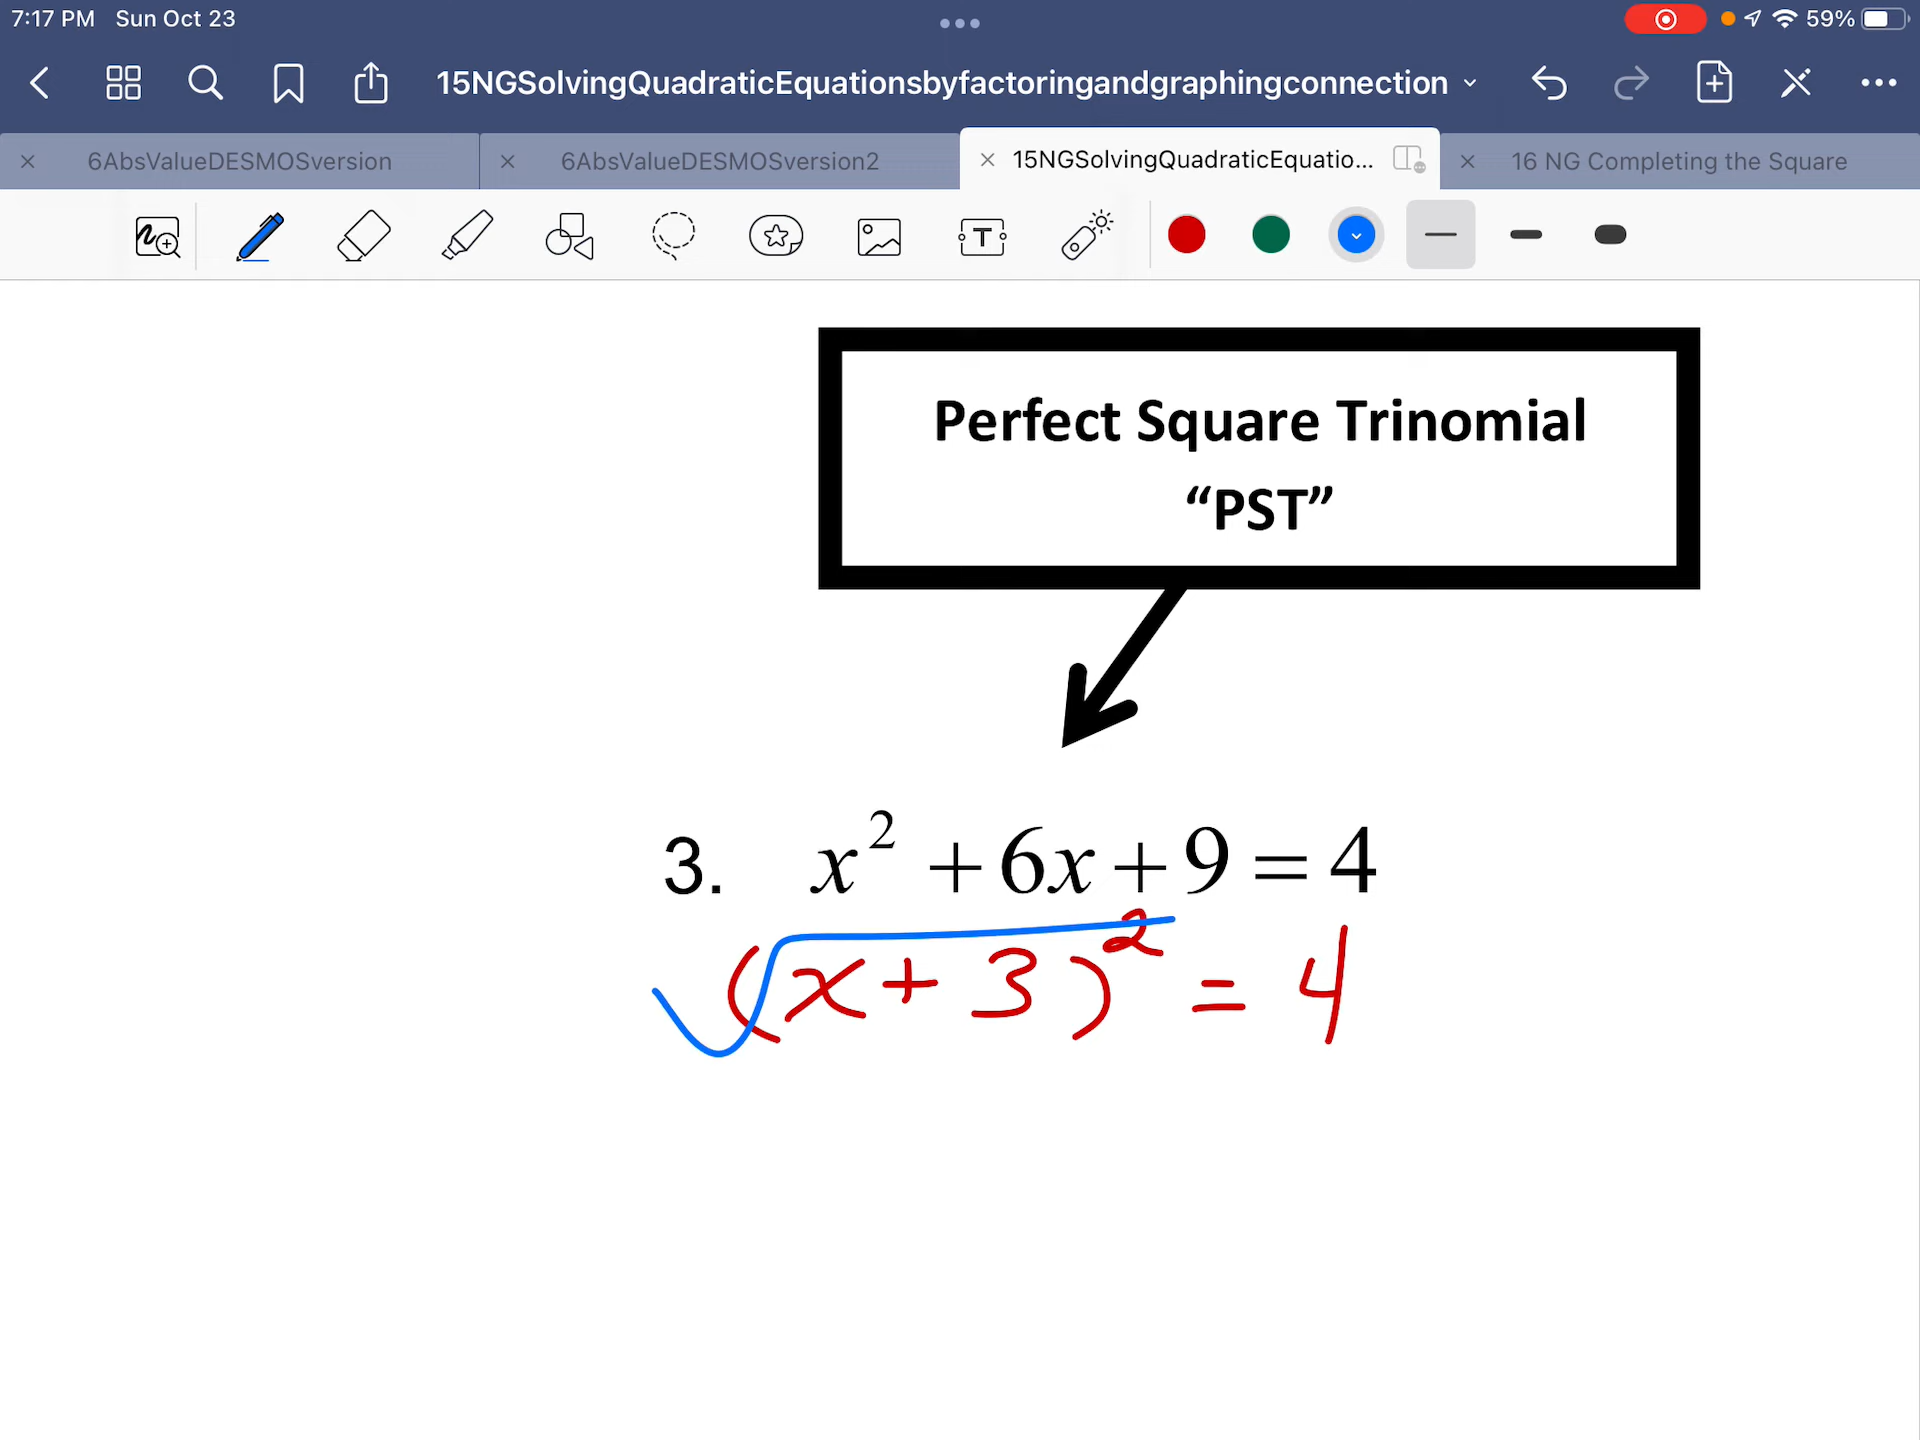 7:17 PM Sun Oct 23
59%
15NGSolvingQuadraticEquationsbyfactoringandgraphingconnection
6AbsValueDESMOSversion
6AbsValueDESMOSversion2
15NGSolvingQuadraticEquatio...
16 NG Completing the Square
T
Perfect Square Trinomial
“PST”
3. x² + 6x + 9 = 4
√(x + 3)² = 4